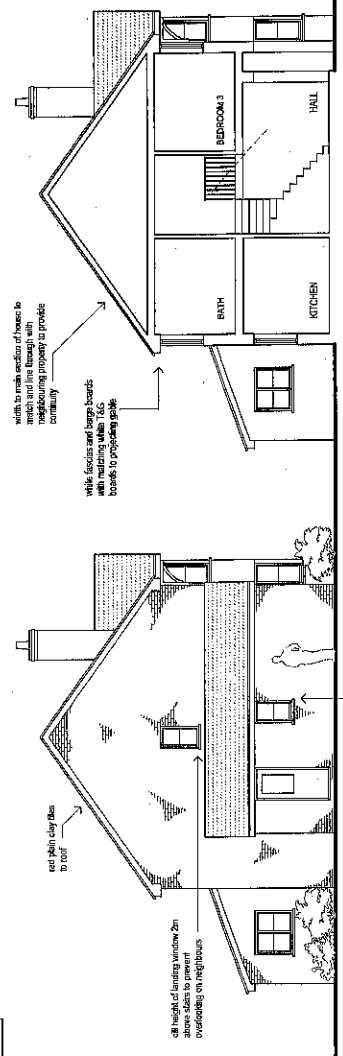 red plain clay tiles
to roof
cill height of landing window 2m
above stairs to prevent
overlooking on neighbours
width to main section of house to
match and line through with
neighbouring property to provide
continuity
white fascias and barge boards
with matching white T&G
boards to projecting gable
BATH
BEDROOM 3
KITCHEN
HALL